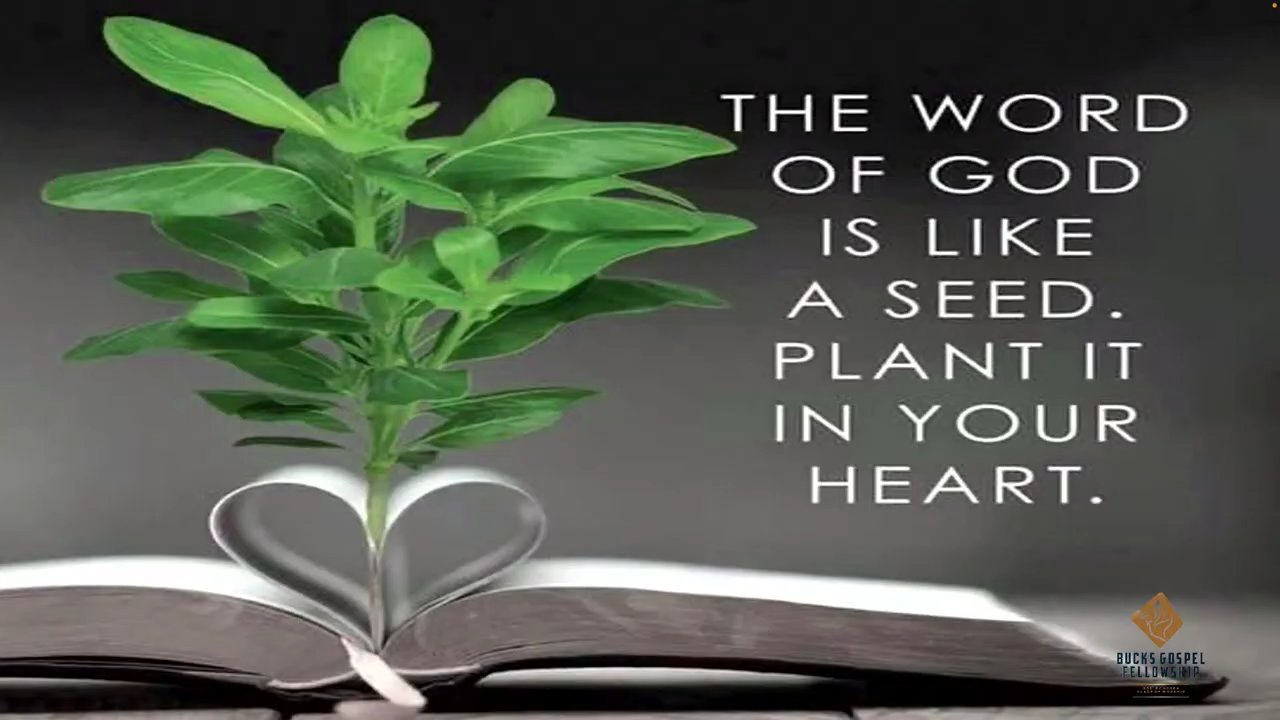 THE WORD
OF GOD
IS LIKE
A SEED.
PLANT IT
IN YOUR
HEART.
BUCKS GOSPEL
FELLOWSHIP